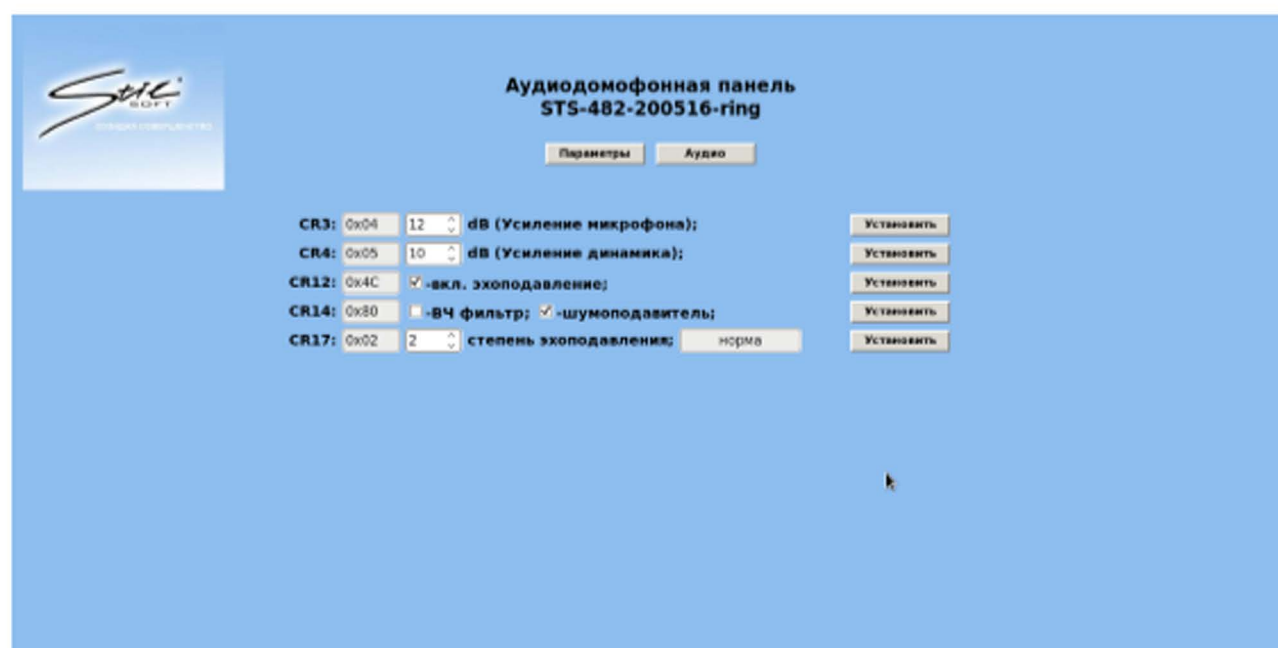 Stilc
SOFT
Аудиодомофонная панель
STS-482-200516-ring
Параметры Аудио
CR3: 0x04 12 dB (Усиление микрофона); Установить
CR4: 0x05 10 dB (Усиление динамика); Установить
CR12: 0x4C -вкл. эхоподавление; Установить
CR14: 0x80 -ВЧ фильтр; -шумоподавитель; Установить
CR17: 0x02 2 степень эхоподавления; норма Установить